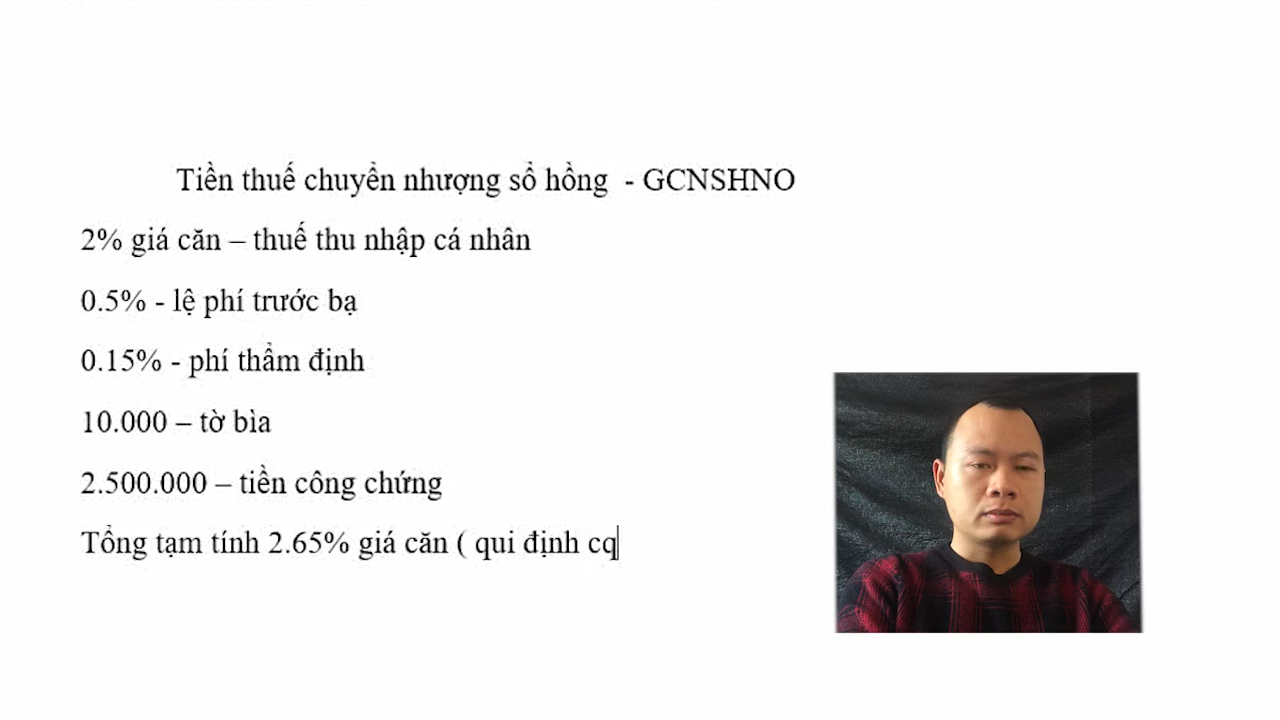 Tiền thuế chuyển nhượng sổ hồng - GCNSHNO
2% giá căn – thuế thu nhập cá nhân
0.5% - lệ phí trước bạ
0.15% - phí thẩm định
10.000 – tờ bìa
2.500.000 – tiền công chứng
Tổng tạm tính 2.65% giá căn ( qui định cq